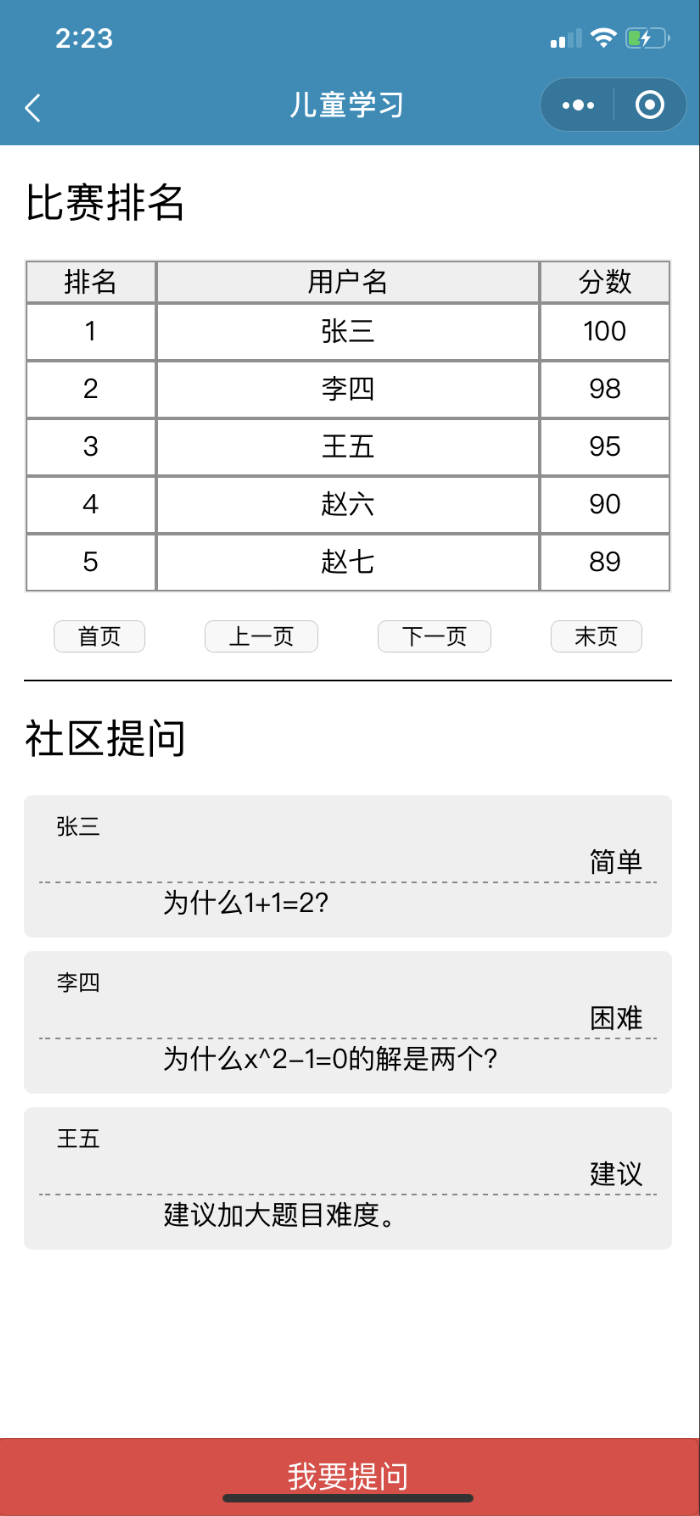 2:23
儿童学习
比赛排名
排名 用户名 分数
1 张三 100
2 李四 98
3 王五 95
4 赵六 90
5 赵七 89
首页 上一页 下一页 末页
社区提问
张三
简单
为什么1+1=2?
李四
困难
为什么x^2-1=0的解是两个?
王五
建议
建议加大题目难度。
我要提问